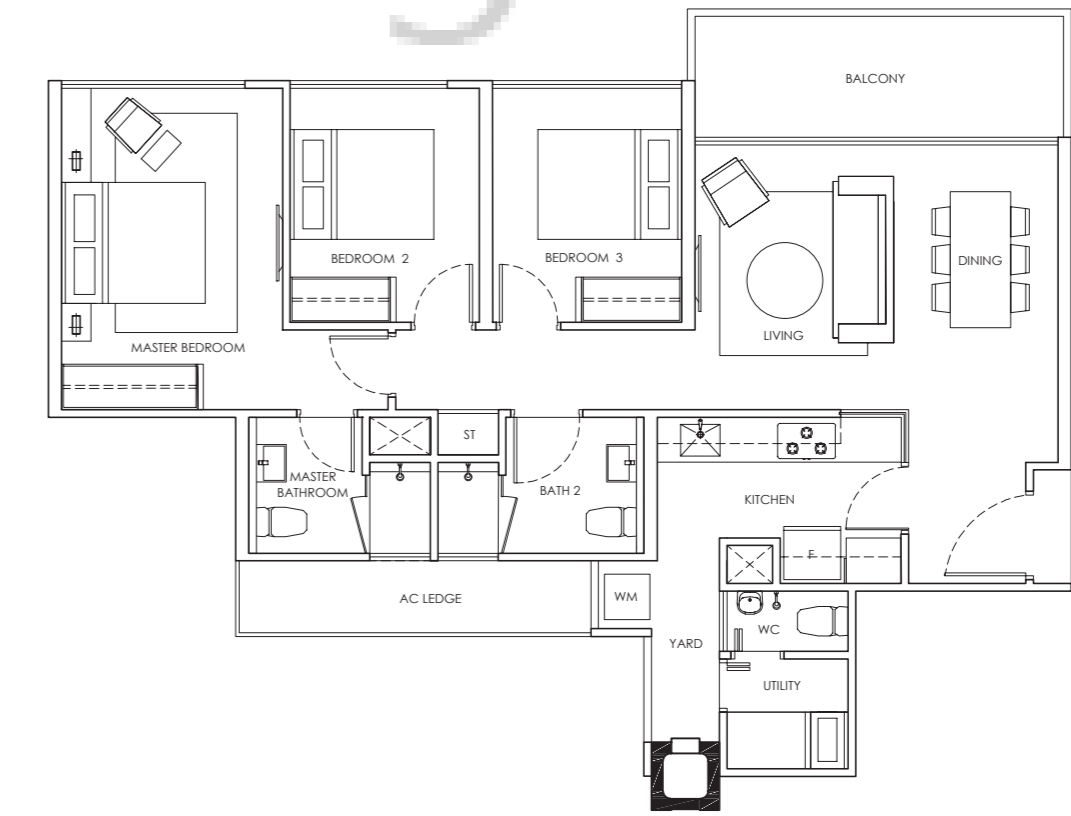 BALCONY
BEDROOM 2
BEDROOM 3
DINING
LIVING
MASTER BEDROOM
ST
MASTER
BATHROOM
BATH 2
KITCHEN
F
AC LEDGE
WM
WC
YARD
UTILITY